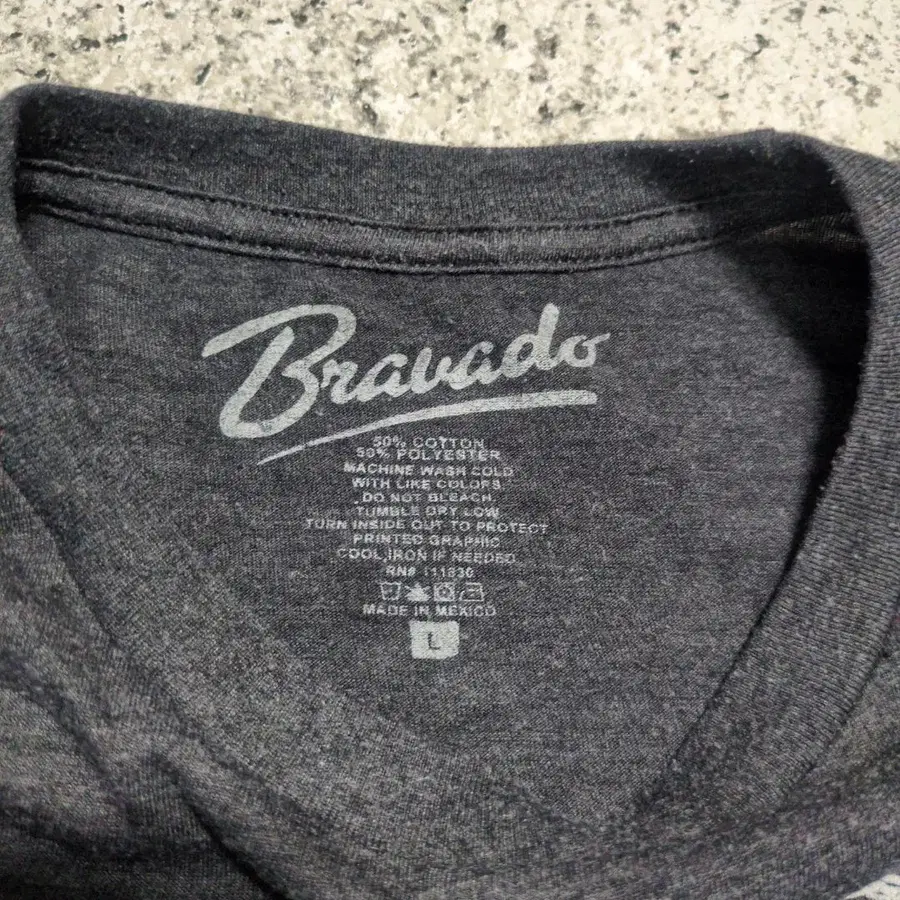 Bravado
50% COTTON
50% POLYESTER
MACHINE WASH COLD
WITH LIKE COLORS
DO NOT BLEACH
TUMBLE DRY LOW
TURN INSIDE OUT TO PROTECT
PRINTED GRAPHIC
COOL IRON IF NEEDED
RN# 111830
MADE IN MEXICO
L